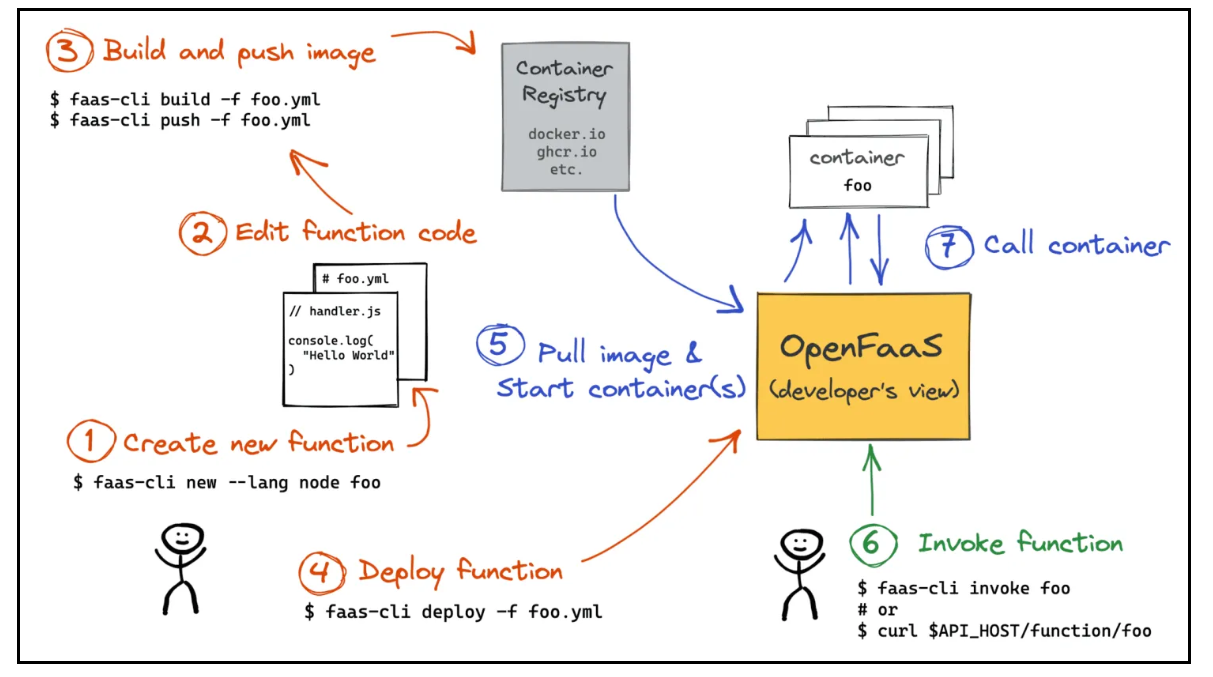 3 Build and push image
$ faas-cli build -f foo.yml
$ faas-cli push -f foo.yml
Container
Registry
docker.io
ghcr.io
etc.
container
foo
2 Edit function code
7 Call container
# foo.yml
// handler.js
console.log(
"Hello World"
)
5 Pull image &
Start container(s)
OpenFaaS
(developer's view)
1 Create new function
$ faas-cli new --lang node foo
4 Deploy function
$ faas-cli deploy -f foo.yml
6 Invoke function
$ faas-cli invoke foo
# or
$ curl $API_HOST/function/foo